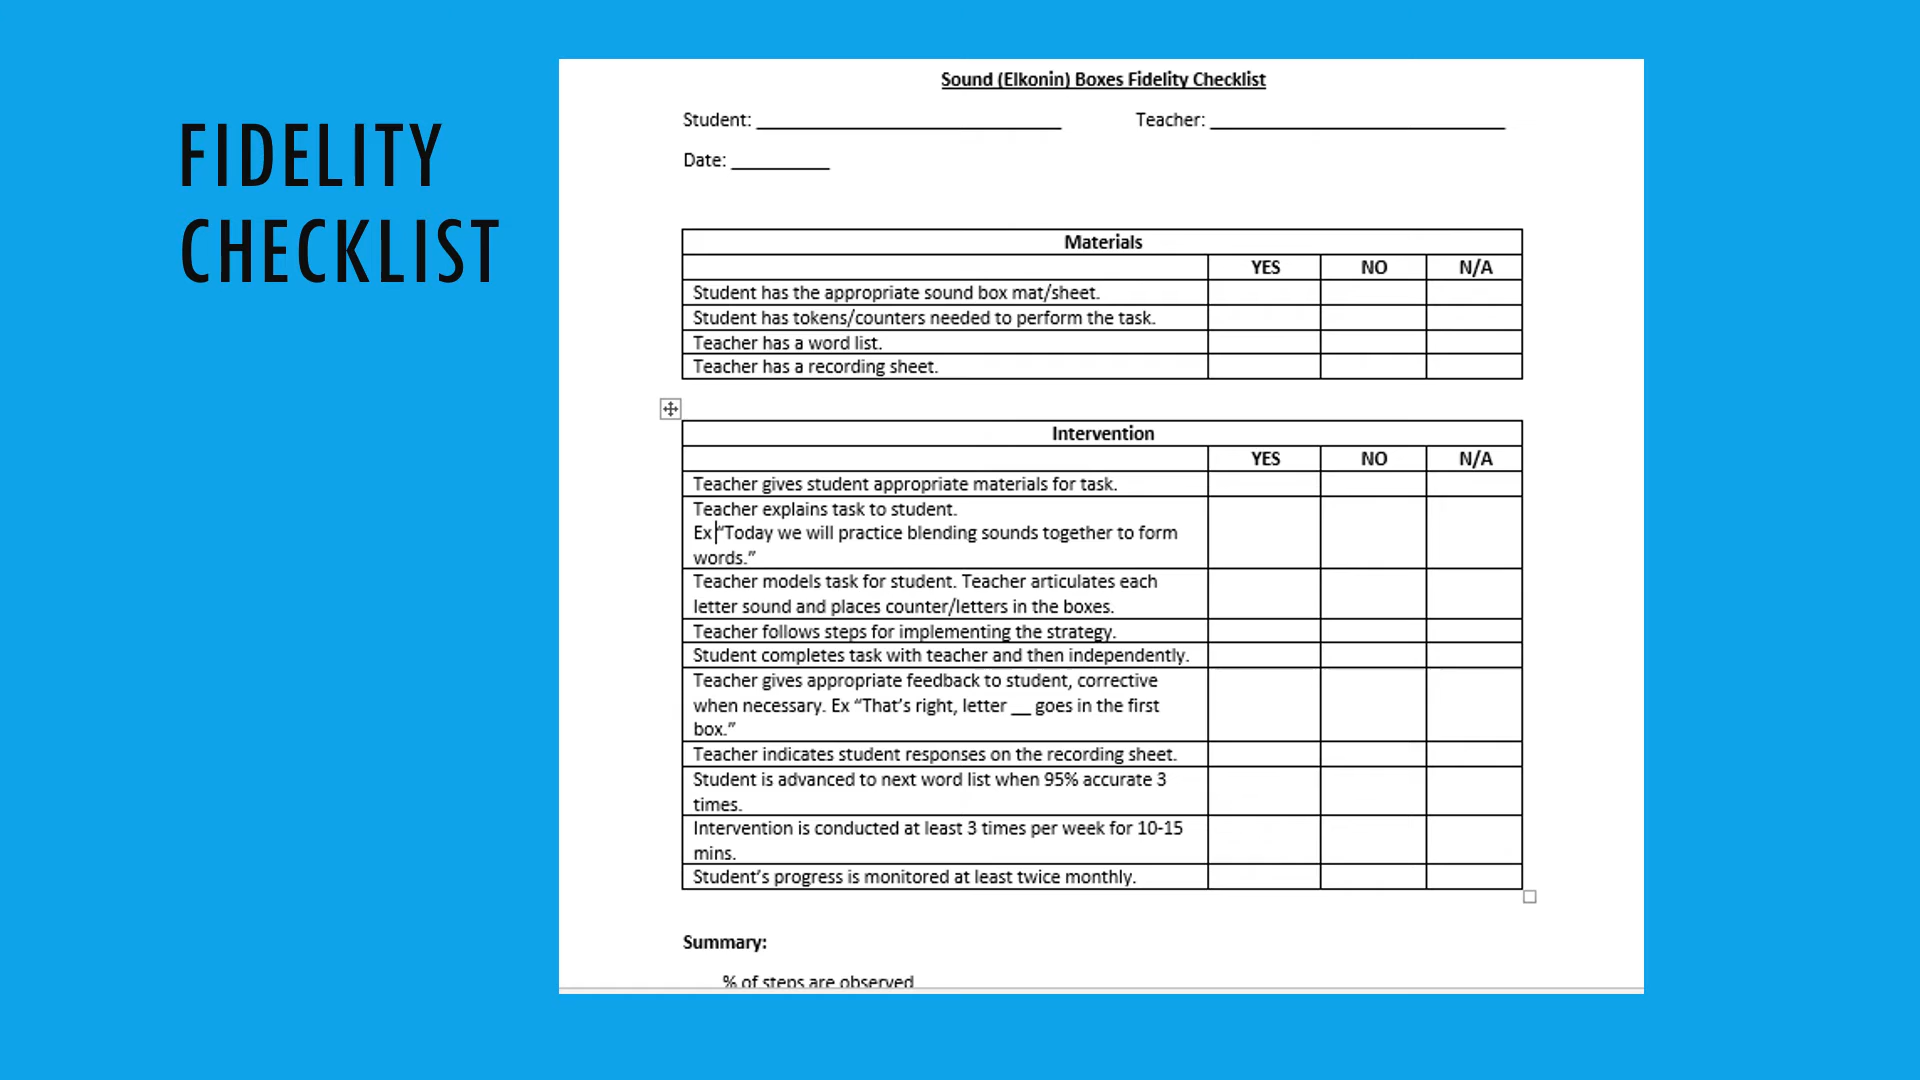 FIDELITY
CHECKLIST
Sound (Elkonin) Boxes Fidelity Checklist
Student: ______________________________ Teacher: _____________________________
Date: __________
Materials
YES NO N/A
Student has the appropriate sound box mat/sheet.
Student has tokens/counters needed to perform the task.
Teacher has a word list.
Teacher has a recording sheet.
Intervention
YES NO N/A
Teacher gives student appropriate materials for task.
Teacher explains task to student.
Ex “Today we will practice blending sounds together to form
words.”
Teacher models task for student. Teacher articulates each
letter sound and places counter/letters in the boxes.
Teacher follows steps for implementing the strategy.
Student completes task with teacher and then independently.
Teacher gives appropriate feedback to student, corrective
when necessary. Ex “That’s right, letter __ goes in the first
box.”
Teacher indicates student responses on the recording sheet.
Student is advanced to next word list when 95% accurate 3
times.
Intervention is conducted at least 3 times per week for 10-15
mins.
Student’s progress is monitored at least twice monthly.
Summary:
% of steps are observed